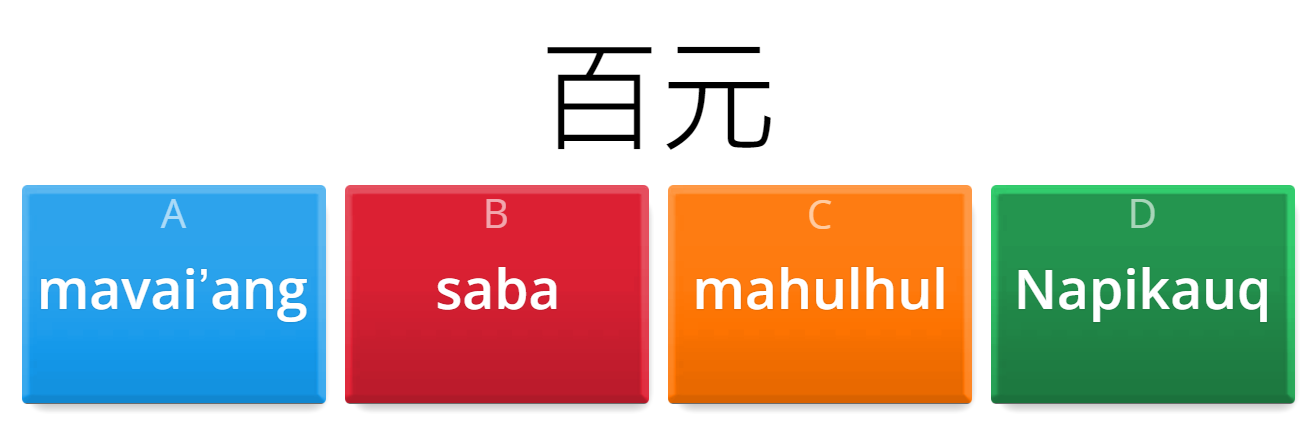 百元
A
mavai’ang
B
saba
C
mahulhul
D
Napikauq